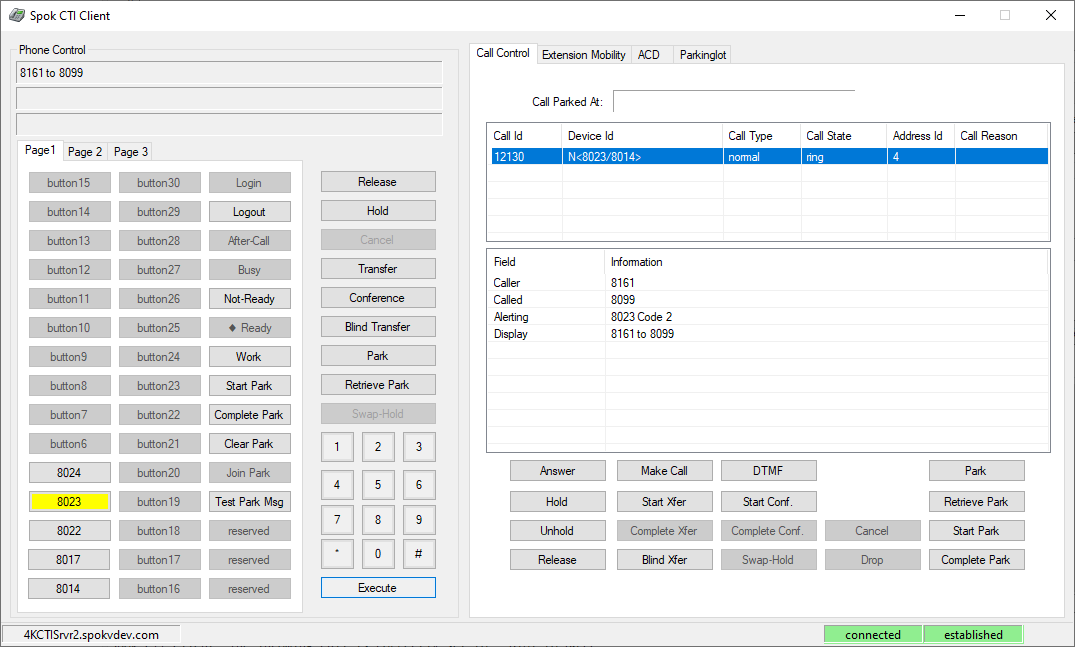 Spok CTI Client
Phone Control
8161 to 8099
Page1 Page 2 Page 3
button15 button30 Login
button14 button29 Logout
button13 button28 After-Call
button12 button27 Busy
button11 button26 Not-Ready
button10 button25 ♦ Ready
button9 button24 Work
button8 button23 Start Park
button7 button22 Complete Park
button6 button21 Clear Park
8024 button20 Join Park
8023 button19 Test Park Msg
8022 button18 reserved
8017 button17 reserved
8014 button16 reserved
Release
Hold
Cancel
Transfer
Conference
Blind Transfer
Park
Retrieve Park
Swap-Hold
1 2 3
4 5 6
7 8 9
* 0 #
Execute
Call Control Extension Mobility ACD Parkinglot
Call Parked At:
Call Id Device Id Call Type Call State Address Id Call Reason
12130 N<8023/8014> normal ring 4
Field Information
Caller 8161
Called 8099
Alerting 8023 Code 2
Display 8161 to 8099
Answer Make Call DTMF Park
Hold Start Xfer Start Conf. Retrieve Park
Unhold Complete Xfer Complete Conf. Cancel Start Park
Release Blind Xfer Swap-Hold Drop Complete Park
4KCTISrvr2.spokvdev.com connected established